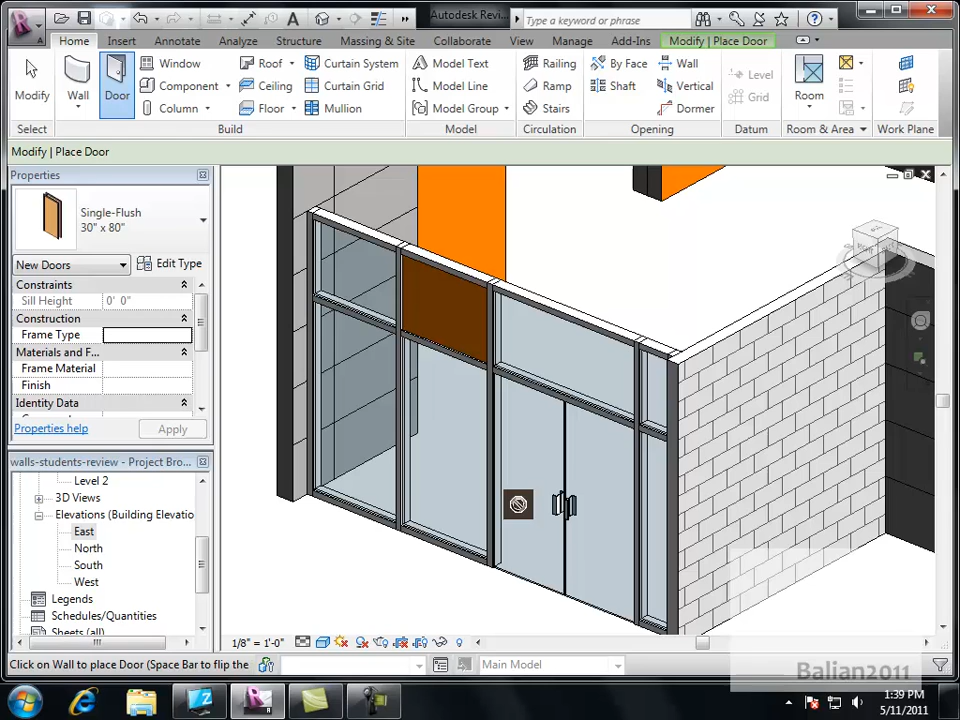 Autodesk Revi...
Type a keyword or phrase
Home
Insert
Annotate
Analyze
Structure
Massing & Site
Collaborate
View
Manage
Add-Ins
Modify | Place Door
Modify
Wall
Door
Window
Component
Column
Roof
Ceiling
Floor
Curtain System
Curtain Grid
Mullion
Model Text
Model Line
Model Group
Railing
Ramp
Stairs
By Face
Shaft
Wall
Vertical
Dormer
Level
Grid
Room
Select
Build
Model
Circulation
Opening
Datum
Room & Area
Work Plane
Modify | Place Door
Properties
Single-Flush
30" x 80"
New Doors
Edit Type
Constraints
Sill Height
0' 0"
Construction
Frame Type
Materials and F...
Frame Material
Finish
Identity Data
Properties help
Apply
walls-students-review - Project Bro...
Level 2
3D Views
Elevations (Building Elevatio
East
North
South
West
Legends
Schedules/Quantities
Sheets (all)
1/8" = 1'-0"
Click on Wall to place Door (Space Bar to flip the
Main Model
Balian2011
1:39 PM
5/11/2011